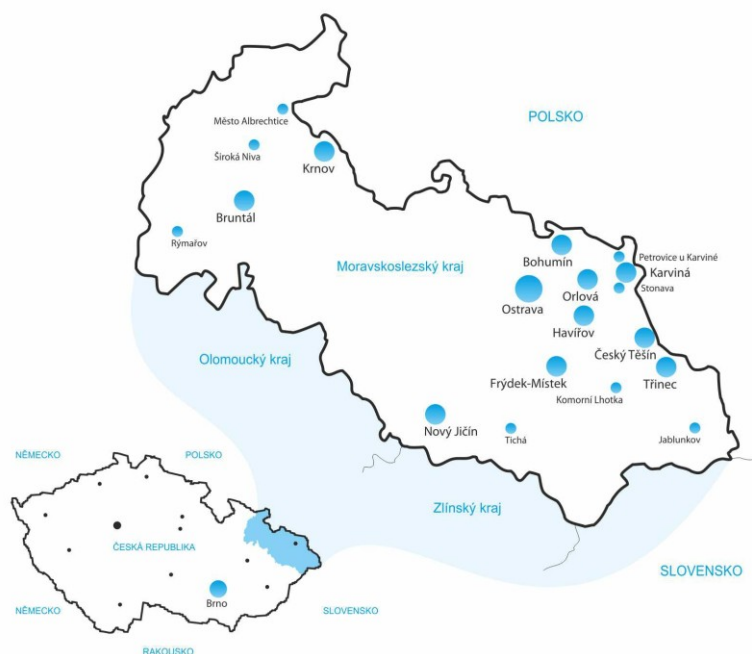 POLSKO
Město Albrechtice
Široká Niva
Krnov
Bruntál
Rýmařov
Moravskoslezský kraj
Bohumín
Petrovice u Karviné
Karviná
Stonava
Orlová
Ostrava
Havířov
Český Těšín
Olomoucký kraj
Frýdek-Místek
Třinec
Komorní Lhotka
Nový Jičín
Tichá
Jablunkov
Zlínský kraj
SLOVENSKO
NĚMECKO
POLSKO
ČESKÁ REPUBLIKA
Brno
NĚMECKO
SLOVENSKO
RAKOUSKO